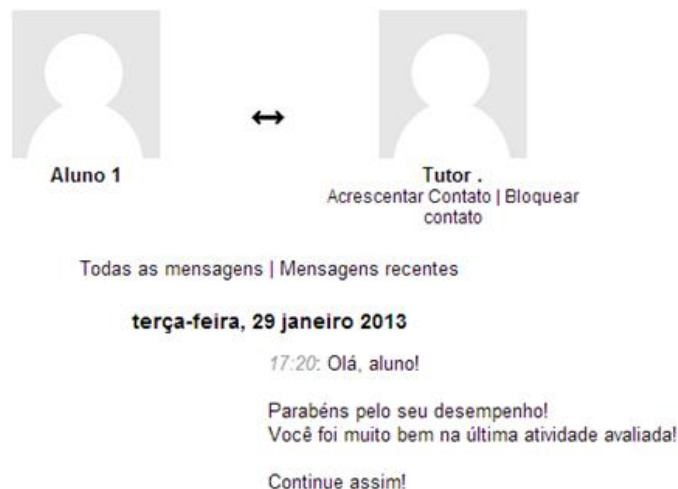 Aluno 1
Tutor .
Acrescentar Contato | Bloquear
contato
Todas as mensagens | Mensagens recentes
terça-feira, 29 janeiro 2013
17:20: Olá, aluno!
Parabéns pelo seu desempenho!
Você foi muito bem na última atividade avaliada!
Continue assim!